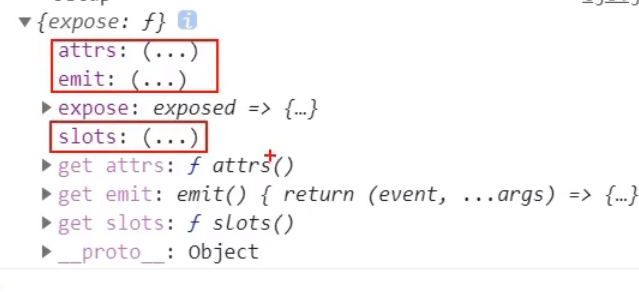 ▼{expose: ƒ} i
attrs: (...)
emit: (...)
▶ expose: exposed => {…}
slots: (...)
▶ get attrs: ƒ attrs()
▶ get emit: emit() { return (event, ...args) => {…}
▶ get slots: ƒ slots()
▶ __proto__: Object